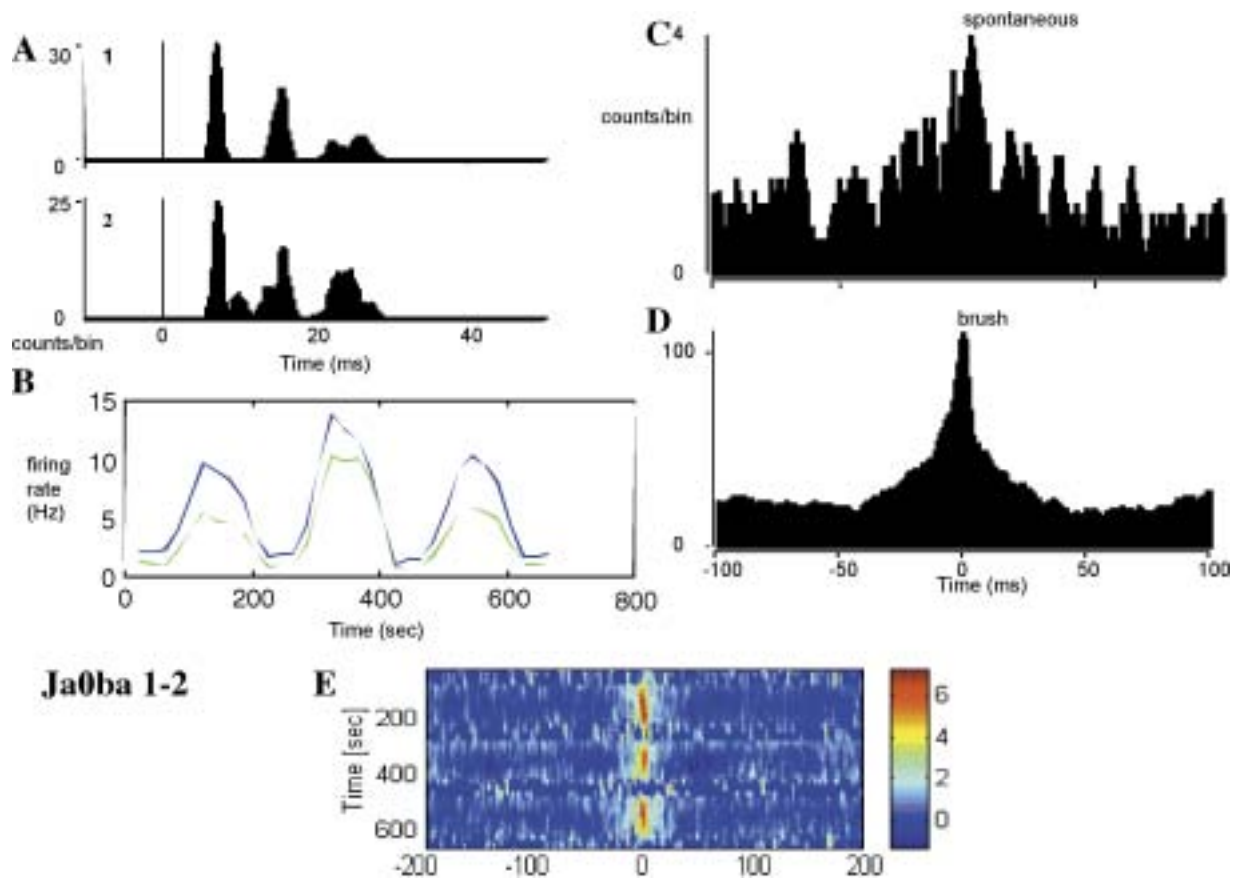 A
30
1
0
25
2
0
counts/bin
0
20
40
Time (ms)
B
15
10
5
0
firing
rate
(Hz)
0
200
400
600
800
Time (sec)
C
4
spontaneous
counts/bin
0
D
brush
100
0
-100
-50
0
50
100
Time (ms)
Ja0ba 1-2
E
Time [sec]
200
400
600
-200
-100
0
100
200
6
4
2
0